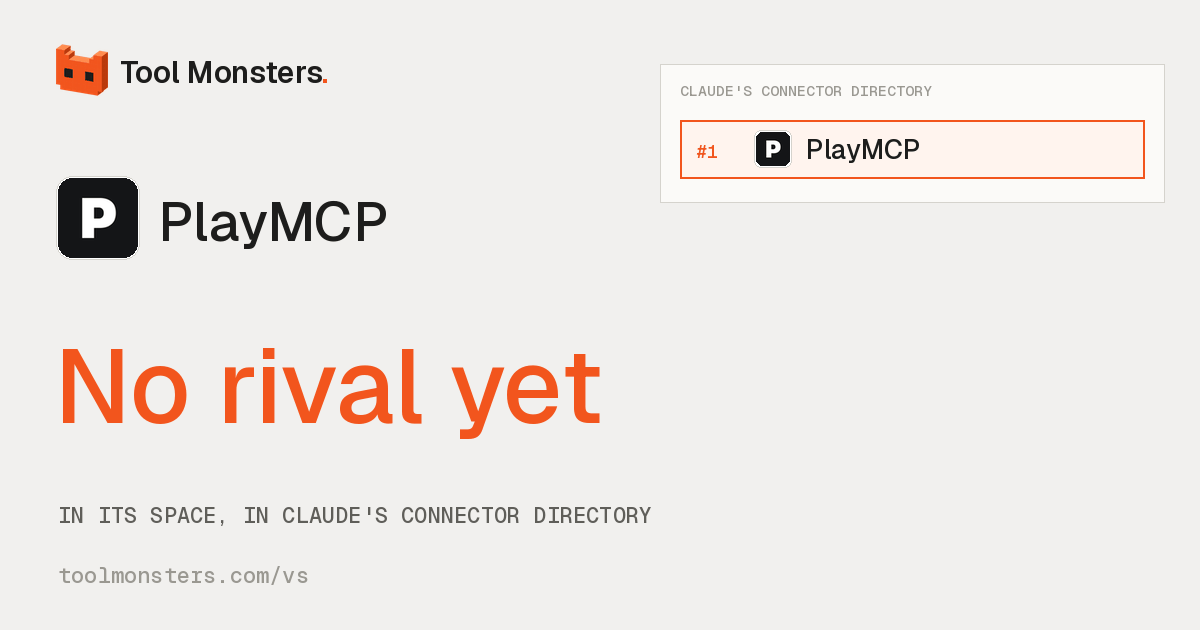 Tool Monsters.
P PlayMCP
No rival yet
IN ITS SPACE, IN CLAUDE'S CONNECTOR DIRECTORY
toolmonsters.com/vs
CLAUDE'S CONNECTOR DIRECTORY
#1 P PlayMCP